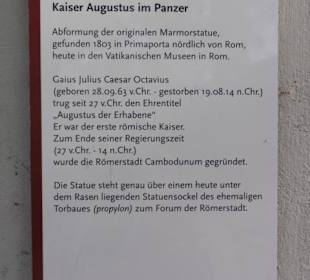 Kaiser Augustus im Panzer
Abformung der originalen Marmorstatue,
gefunden 1803 in Primaporta nördlich von Rom,
heute in den Vatikanischen Museen in Rom.
Gaius Julius Caesar Octavius
(geboren 28.09.63 v.Chr. - gestorben 19.08.14 n.Chr.)
trug seit 27 v.Chr. den Ehrentitel
„Augustus der Erhabene“
Er war der erste römische Kaiser.
Zum Ende seiner Regierungszeit
(27 v.Chr. - 14 n.Chr.)
wurde die Römerstadt Cambodunum gegründet.
Die Statue steht genau über einem heute unter
dem Rasen liegenden Statuensockel des ehemaligen
Torbaues (propylon) zum Forum der Römerstadt.